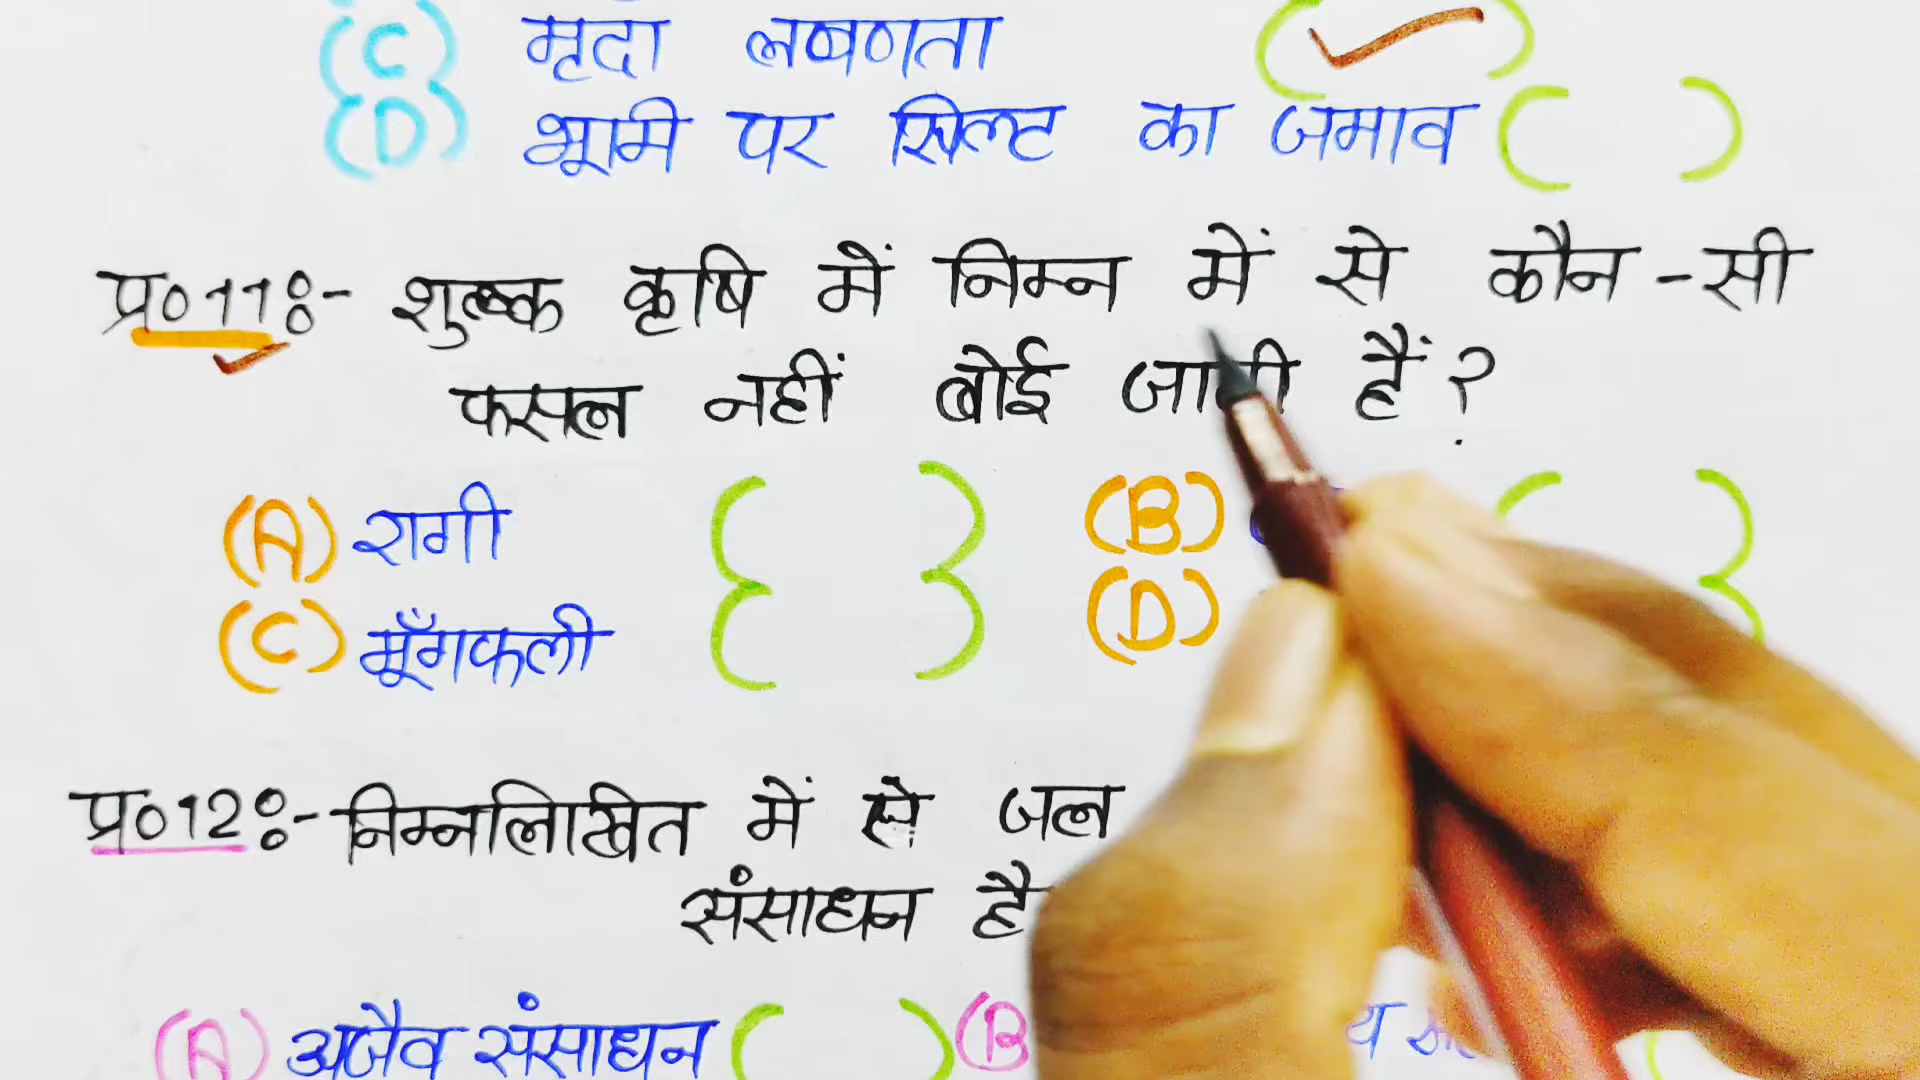 (C) मृदा लवणता (✓)
(D) भूमि पर सिल्ट का जमाव ( )
प्र०11:- शुष्क कृषि में निम्न में से कौन-सी
फसल नहीं बोई जाती हैं?
(A) रागी { } (B)
(C) मूँगफली (D)
प्र०12:- निम्नलिखित में से जल
संसाधन है
(A) अजैव संसाधन ( ) (B